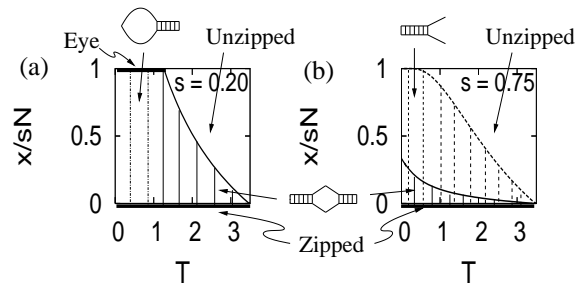 Eye
Unzipped
Unzipped
(a)
(b)
x/sN
1
0.5
0
s = 0.20
0 1 2 3
T
x/sN
1
0.5
0
s = 0.75
0 1 2 3
T
Zipped